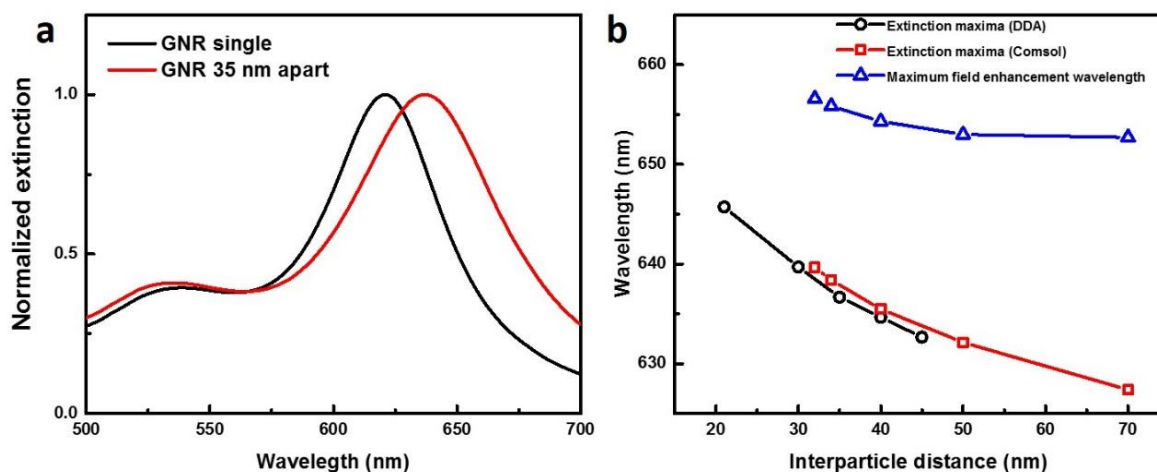 a
GNR single
GNR 35 nm apart
1.0
0.5
0.0
Normalized extinction
500
550
600
650
700
Wavelegth (nm)
b
Extinction maxima (DDA)
Extinction maxima (Comsol)
Maximum field enhancement wavelength
660
650
640
630
Wavelength (nm)
20
30
40
50
60
70
Interparticle distance (nm)